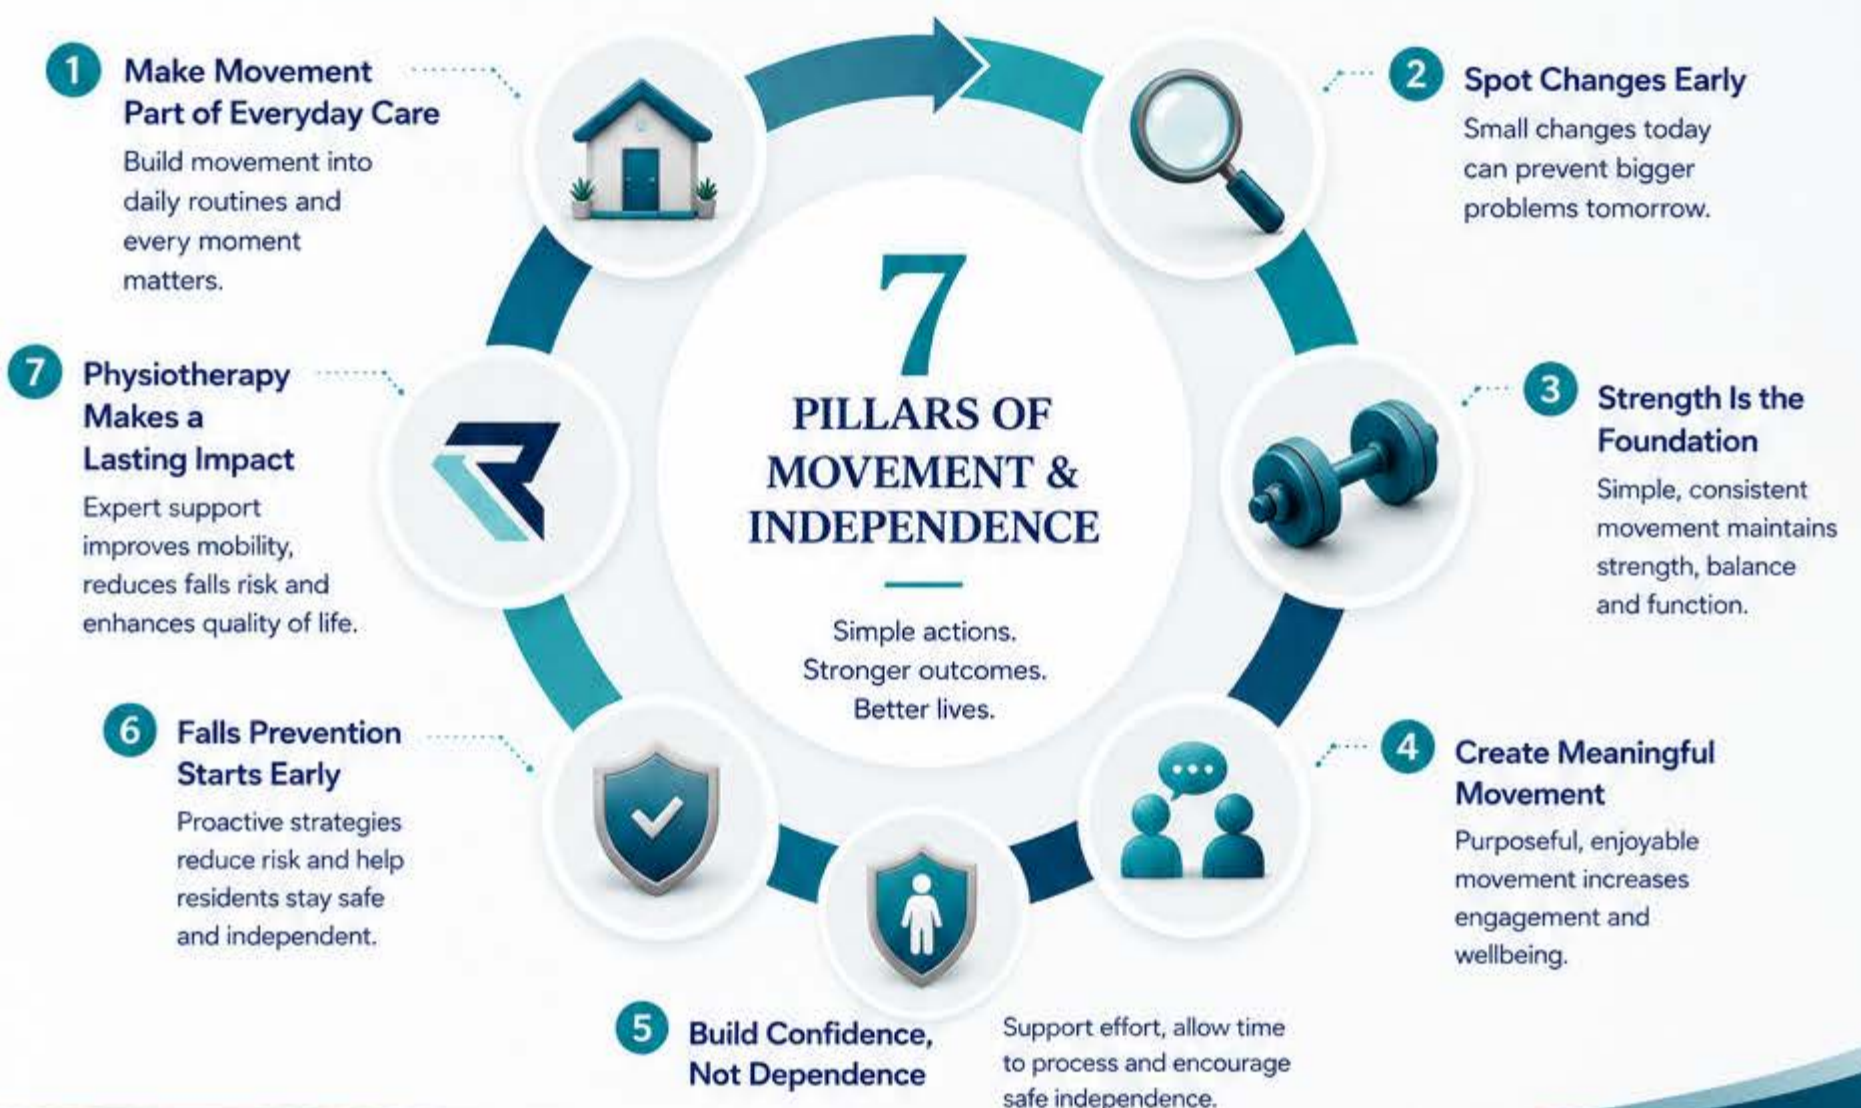 1
Make Movement
Part of Everyday Care
Build movement into
daily routines and
every moment
matters.
2
Spot Changes Early
Small changes today
can prevent bigger
problems tomorrow.
7
PILLARS OF
MOVEMENT &
INDEPENDENCE
Simple actions.
Stronger outcomes.
Better lives.
3
Strength Is the
Foundation
Simple, consistent
movement maintains
strength, balance
and function.
4
Create Meaningful
Movement
Purposeful, enjoyable
movement increases
engagement and
wellbeing.
5
Build Confidence,
Not Dependence
Support effort, allow time
to process and encourage
safe independence.
6
Falls Prevention
Starts Early
Proactive strategies
reduce risk and help
residents stay safe
and independent.
7
Physiotherapy
Makes a
Lasting Impact
Expert support
improves mobility,
reduces falls risk and
enhances quality of life.